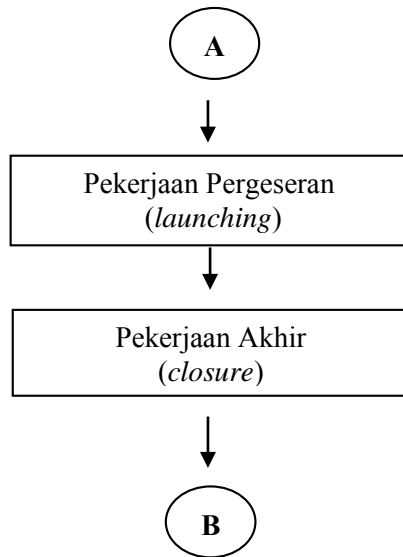 A
Pekerjaan Pergeseran
(launching)
Pekerjaan Akhir
(closure)
B